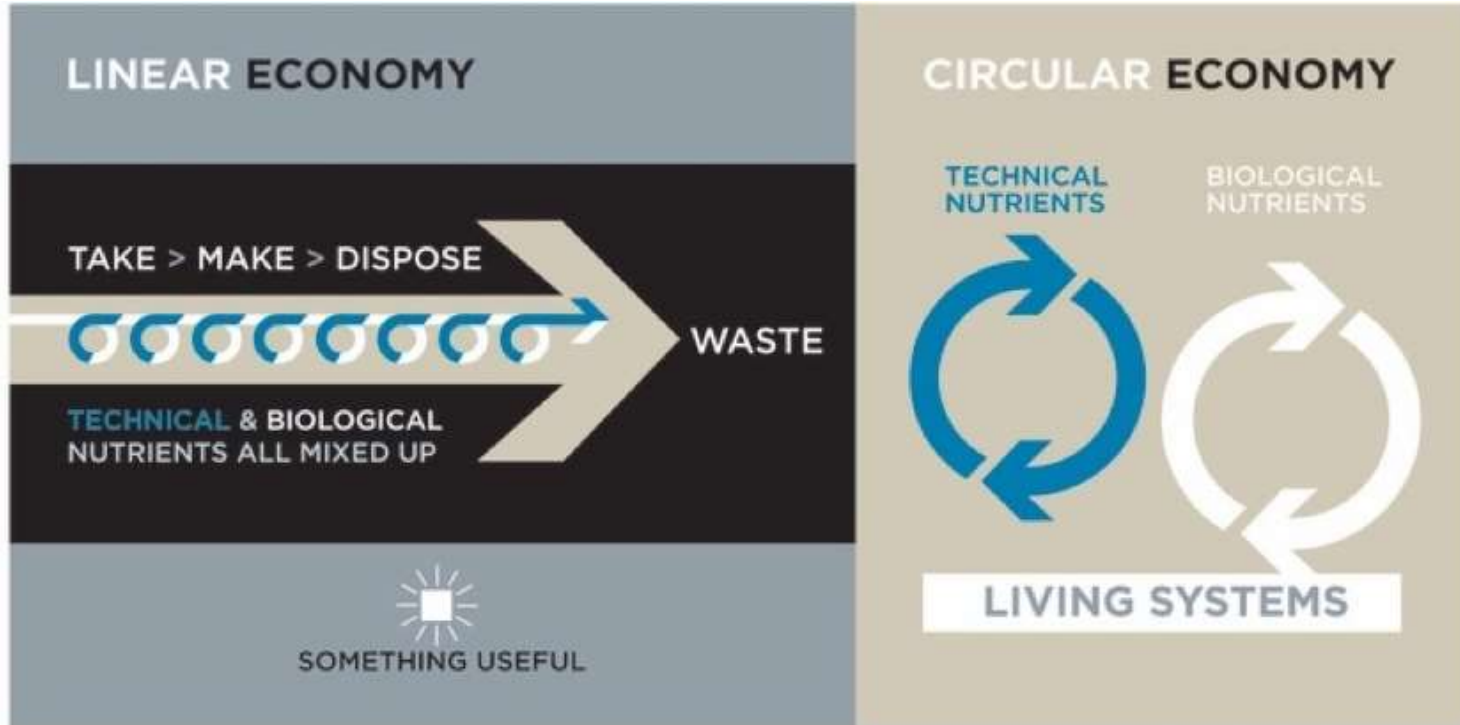 LINEAR ECONOMY
TAKE > MAKE > DISPOSE
WASTE
TECHNICAL & BIOLOGICAL
NUTRIENTS ALL MIXED UP
SOMETHING USEFUL
CIRCULAR ECONOMY
TECHNICAL
NUTRIENTS
BIOLOGICAL
NUTRIENTS
LIVING SYSTEMS